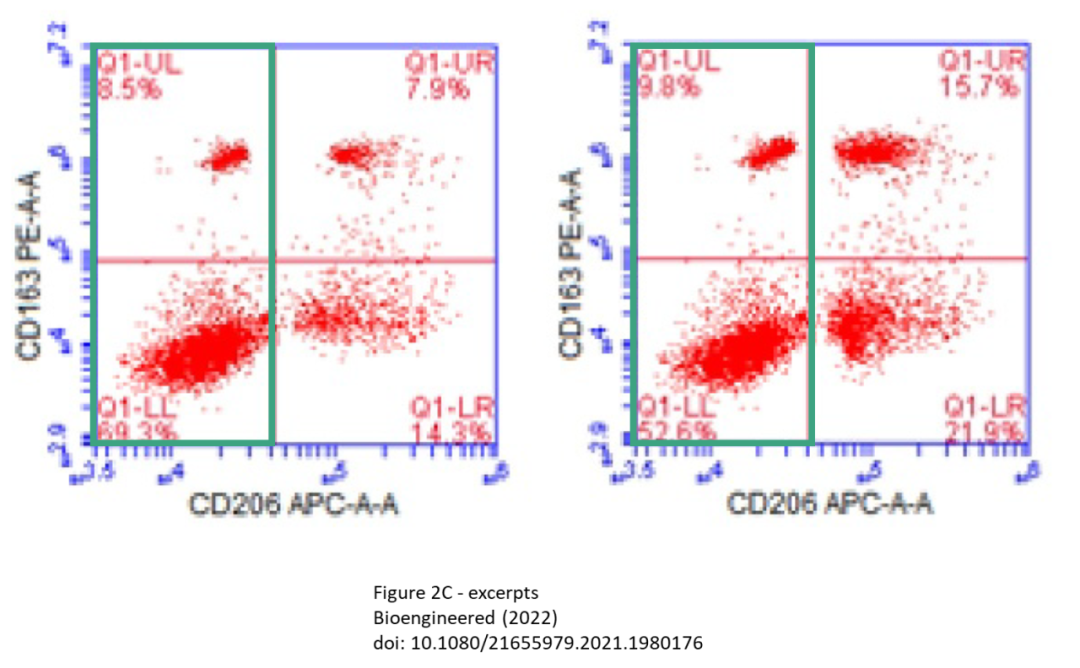 Q1-UL
8.5%
Q1-UR
7.9%
Q1-LL
69.3%
Q1-LR
14.3%
CD163 PE-A-A
CD206 APC-A-A
Q1-UL
9.8%
Q1-UR
15.7%
Q1-LL
52.6%
Q1-LR
21.9%
CD163 PE-A-A
CD206 APC-A-A
Figure 2C - excerpts
Bioengineered (2022)
doi: 10.1080/21655979.2021.1980176